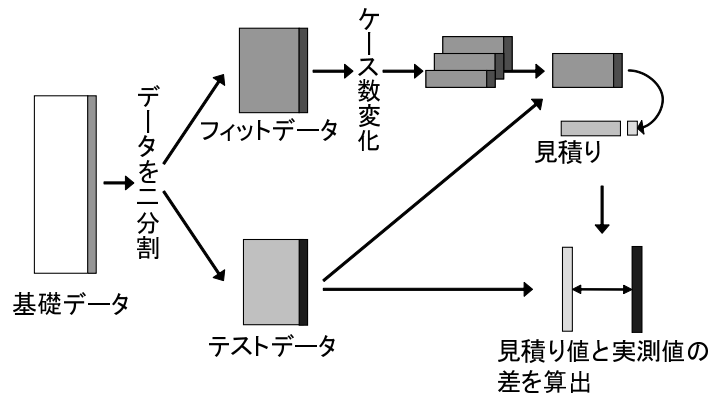 基礎データ
データを二分割
フィットデータ
ケース数変化
見積り
テストデータ
見積り値と実測値の
差を算出